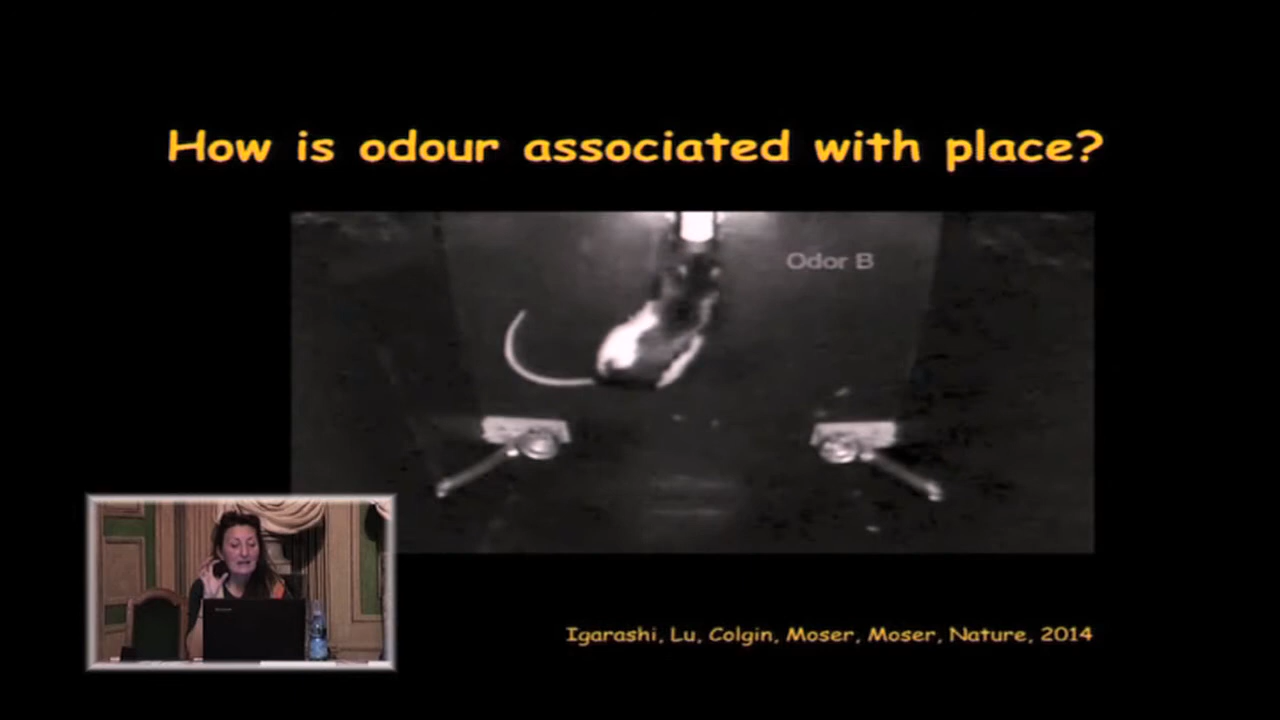 How is odour associated with place?
Odor B
Igarashi, Lu, Colgin, Moser, Moser, Nature, 2014